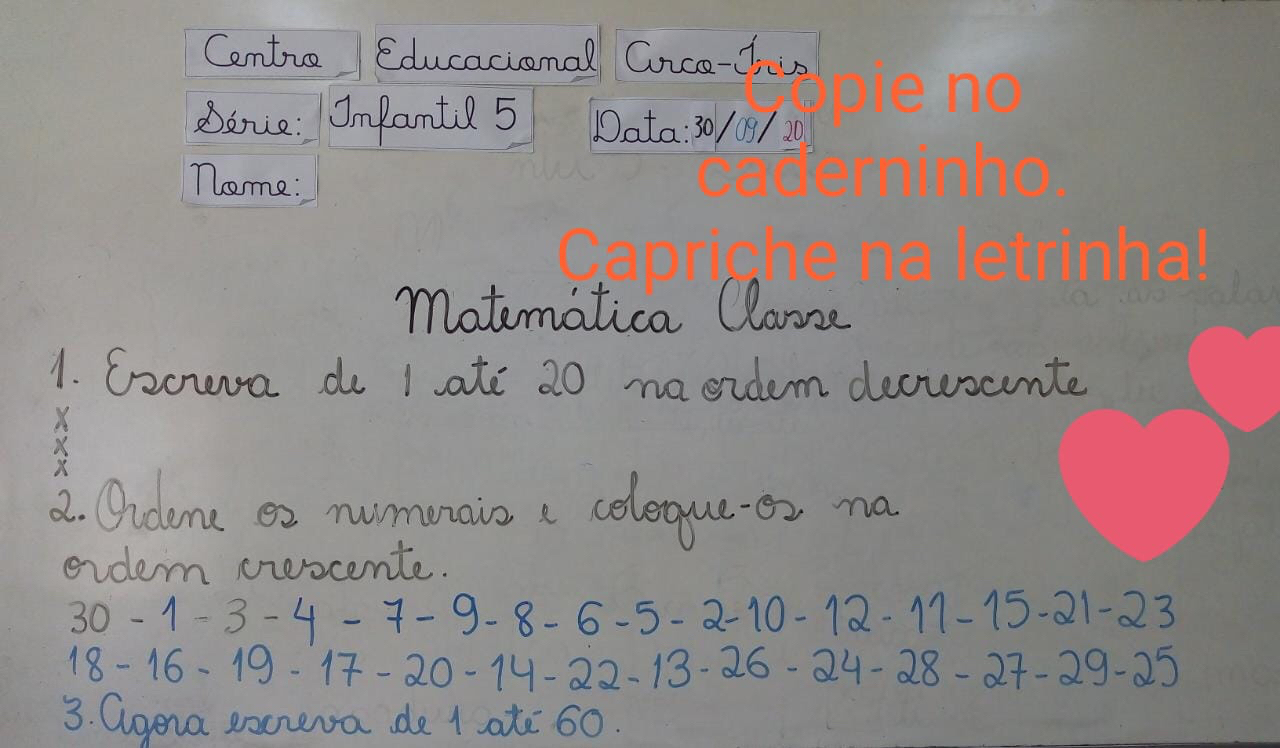 Centro Educacional Arco-Íris
Série: Infantil 5 Data: 30/09/20
Nome:
Copie no
caderninho.
Capriche na letrinha!
Matemática Classe
1. Escreva de 1 até 20 na ordem decrescente
X
X
X
2. Ordene os numerais e coloque-os na
ordem crescente.
30 - 1 - 3 - 4 - 7 - 9 - 8 - 6 - 5 - 2 - 10 - 12 - 11 - 15 - 21 - 23
18 - 16 - 19 - 17 - 20 - 14 - 22 - 13 - 26 - 24 - 28 - 27 - 29 - 25
3. Agora escreva de 1 até 60.